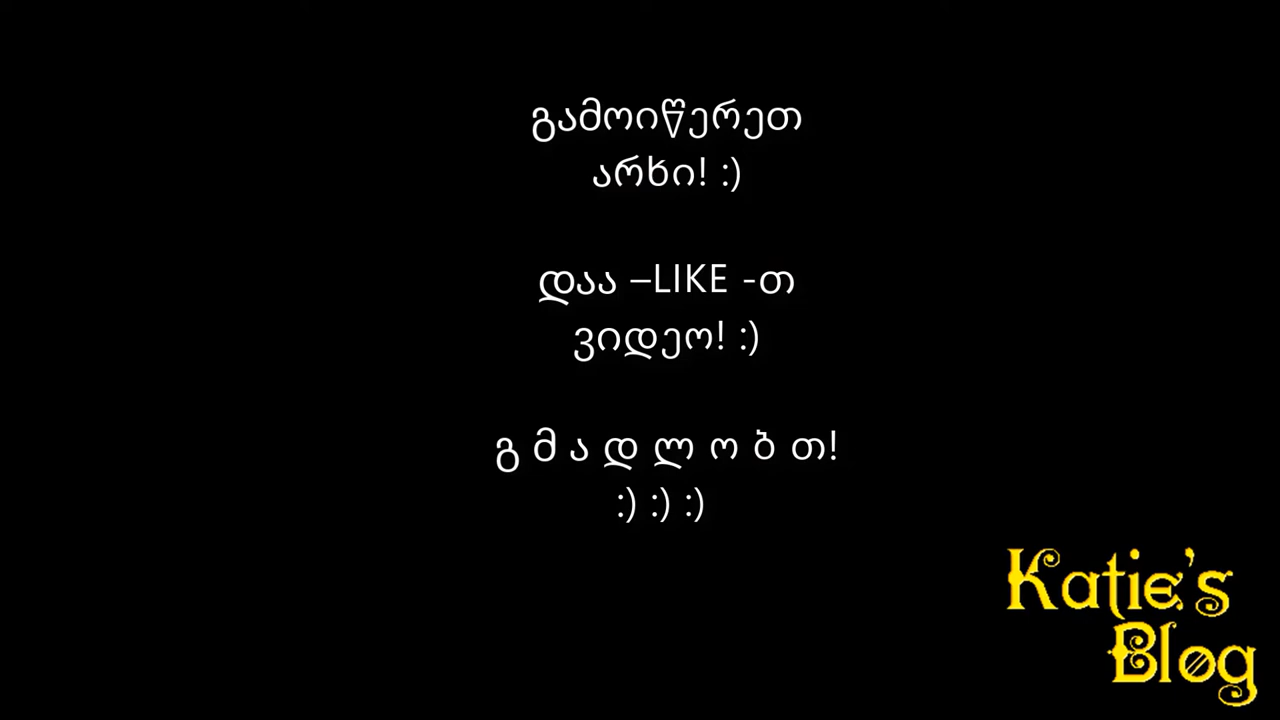 გამოიწერეთ
არხი! :)
დაა –LIKE -თ
ვიდეო! :)
გ მ ა დ ლ ო ბ თ!
:) :) :)
Katie's
Blog